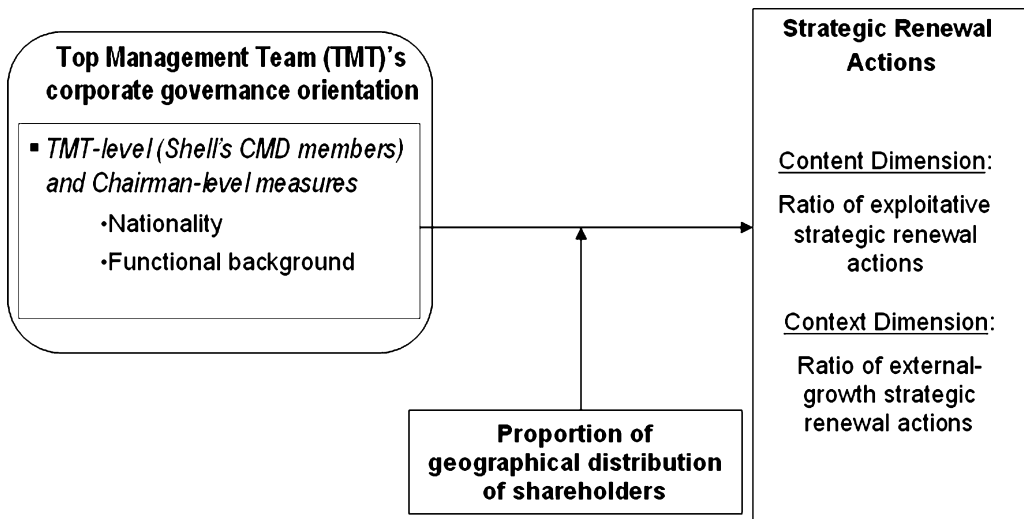 Top Management Team (TMT)'s
corporate governance orientation
▪ TMT-level (Shell's CMD members)
and Chairman-level measures
•Nationality
•Functional background
Proportion of
geographical distribution
of shareholders
Strategic Renewal
Actions
Content Dimension:
Ratio of exploitative
strategic renewal
actions
Context Dimension:
Ratio of external-
growth strategic
renewal actions